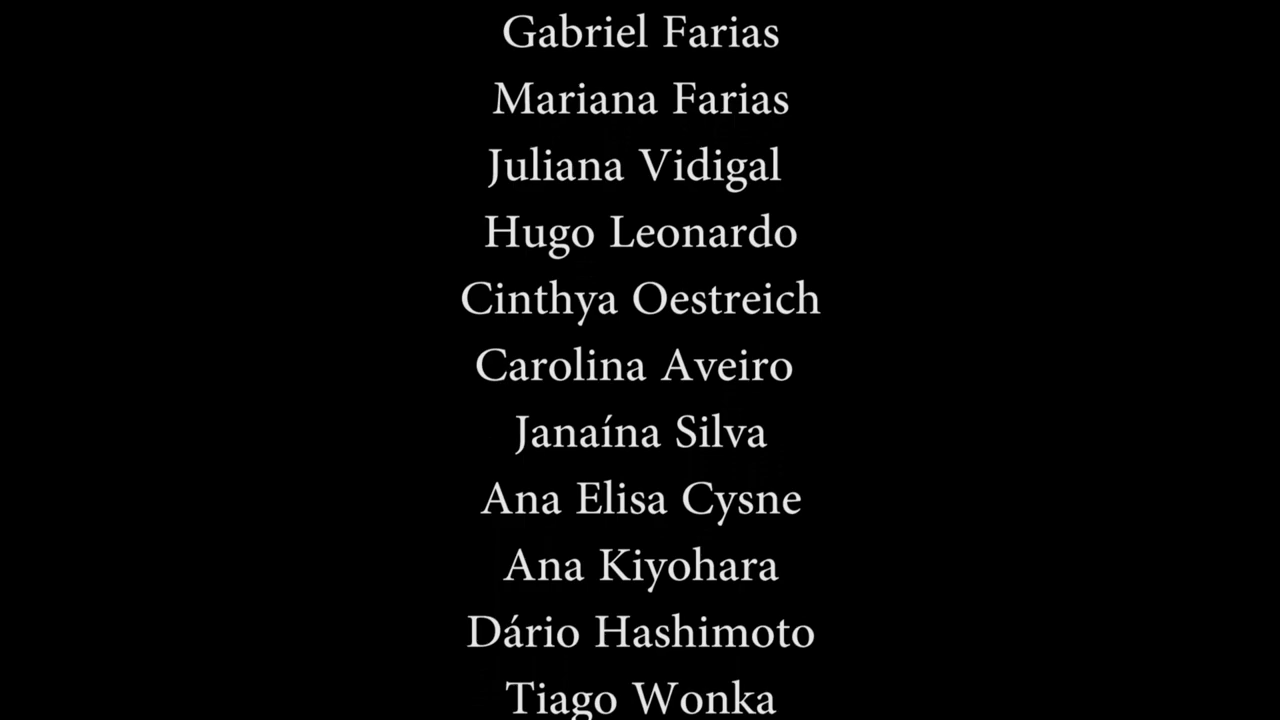 Gabriel Farias
Mariana Farias
Juliana Vidigal
Hugo Leonardo
Cinthya Oestreich
Carolina Aveiro
Janaína Silva
Ana Elisa Cysne
Ana Kiyohara
Dário Hashimoto
Tiago Wonka